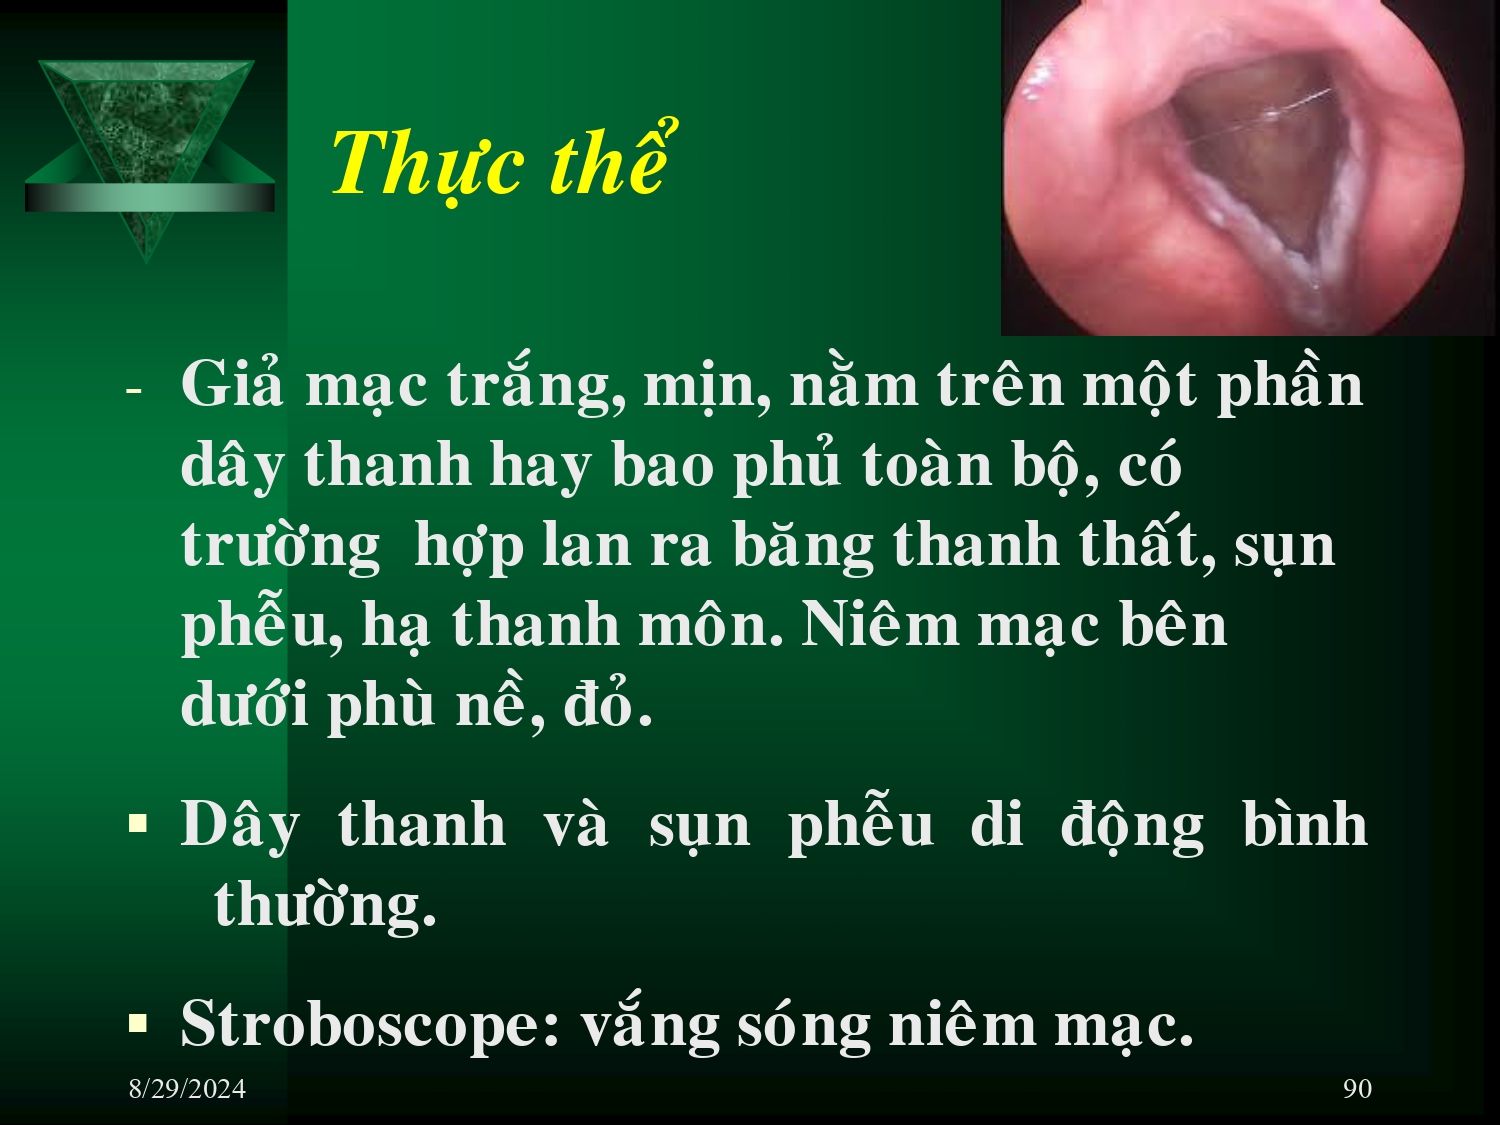 Thực thể
- Giả mạc trắng, mịn, nằm trên một phần
dây thanh hay bao phủ toàn bộ, có
trường hợp lan ra băng thanh thất, sụn
phễu, hạ thanh môn. Niêm mạc bên
dưới phù nề, đỏ.
▪ Dây thanh và sụn phễu di động bình
thường.
▪ Stroboscope: vắng sóng niêm mạc.
8/29/2024
90